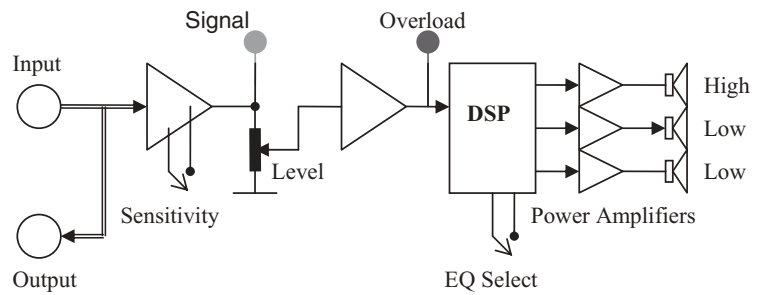 Signal
Overload
Input
High
DSP
Low
Level
Low
Sensitivity
Power Amplifiers
Output
EQ Select